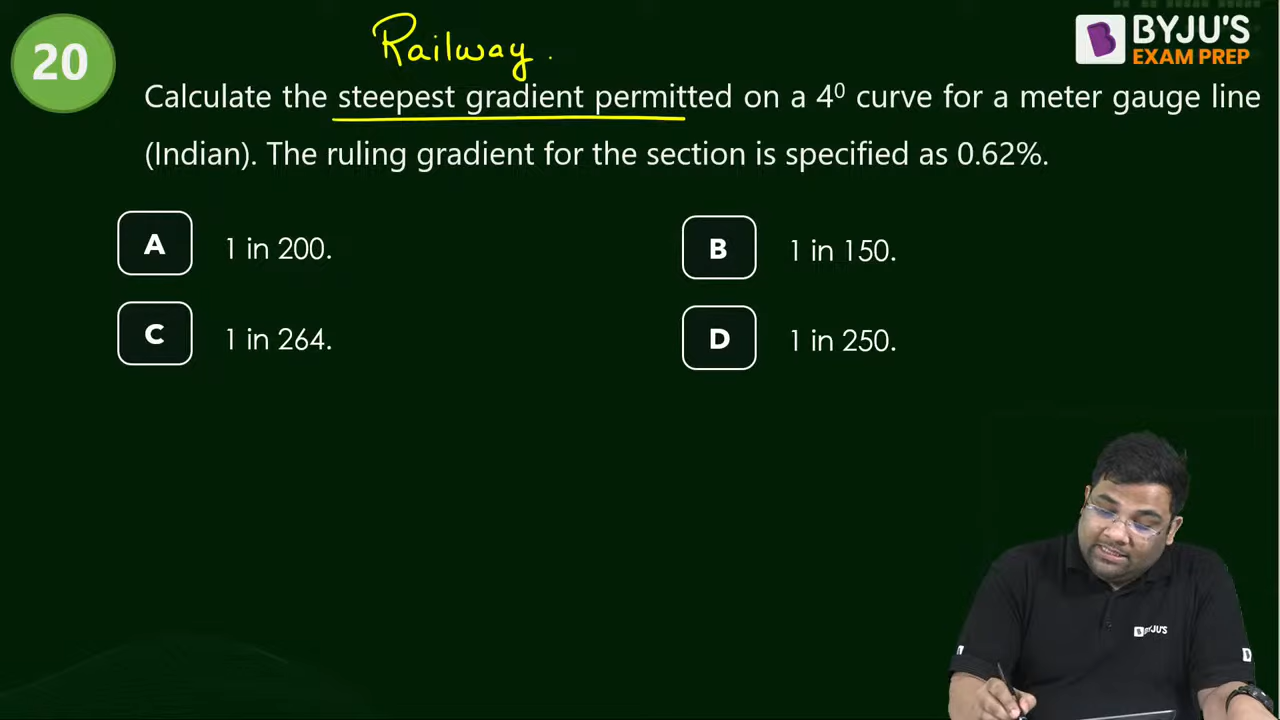 20
Railway.
BYJU'S
EXAM PREP
Calculate the steepest gradient permitted on a 4⁰ curve for a meter gauge line
(Indian). The ruling gradient for the section is specified as 0.62%.
A 1 in 200.
B 1 in 150.
C 1 in 264.
D 1 in 250.
BYJU'S